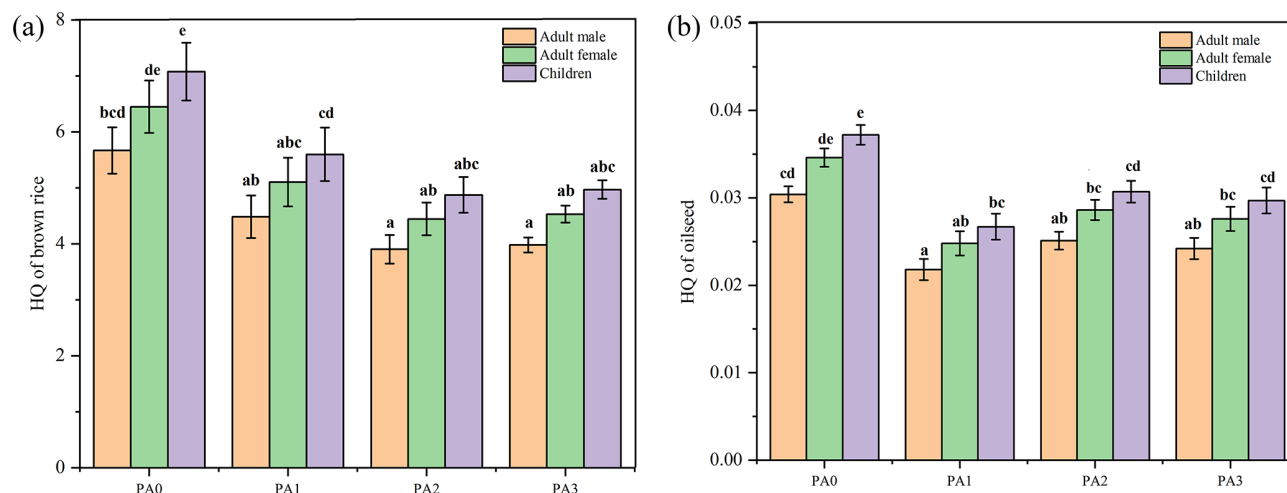 (a)
HQ of brown rice
8
6
4
2
0
Adult male
Adult female
Children
bcd
de
e
ab
abc
cd
a
ab
abc
a
ab
abc
PA0
PA1
PA2
PA3
(b)
HQ of oilseed
0.05
0.04
0.03
0.02
0.01
0.00
Adult male
Adult female
Children
cd
de
e
a
ab
bc
ab
bc
cd
ab
bc
cd
PA0
PA1
PA2
PA3